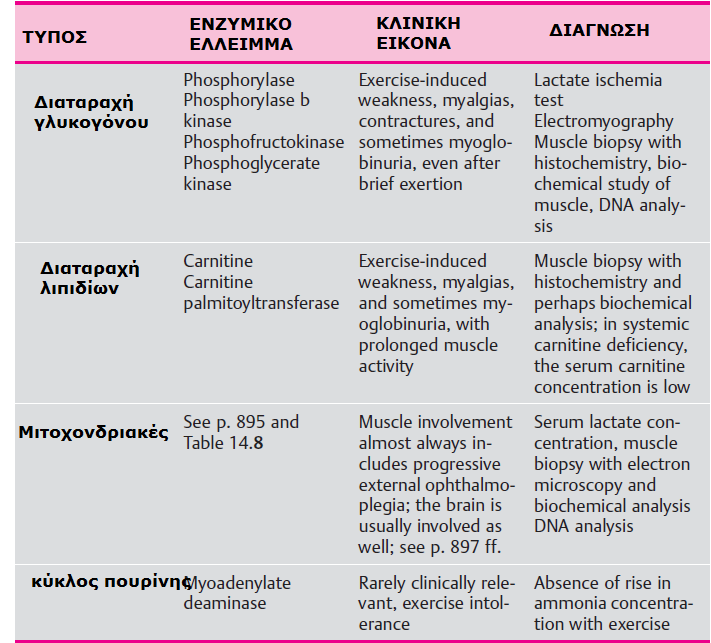 ΤΥΠΟΣ
ΕΝΖΥΜΙΚΟ
ΕΛΛΕΙΜΜΑ
ΚΛΙΝΙΚΗ
ΕΙΚΟΝΑ
ΔΙΑΓΝΩΣΗ
Διαταραχή
γλυκογόνου
Phosphorylase
Phosphorylase b
kinase
Phosphofructokinase
Phosphoglycerate
kinase
Exercise-induced
weakness, myalgias,
contractures, and
sometimes myoglo-
binuria, even after
brief exertion
Lactate ischemia
test
Electromyography
Muscle biopsy with
histochemistry, bio-
chemical study of
muscle, DNA analy-
sis
Διαταραχή
λιπιδίων
Carnitine
Carnitine
palmitoyltransferase
Exercise-induced
weakness, myalgias,
and sometimes my-
oglobinuria, with
prolonged muscle
activity
Muscle biopsy with
histochemistry and
perhaps biochemical
analysis; in systemic
carnitine deficiency,
the serum carnitine
concentration is low
Μιτοχονδριακές
See p. 895 and
Table 14.8
Muscle involvement
almost always in-
cludes progressive
external ophthalmo-
plegia; the brain is
usually involved as
well; see p. 897 ff.
Serum lactate con-
centration, muscle
biopsy with electron
microscopy and
biochemical analysis
DNA analysis
κύκλος πουρίνης
Myoadenylate
deaminase
Rarely clinically rele-
vant, exercise intol-
erance
Absence of rise in
ammonia concentra-
tion with exercise